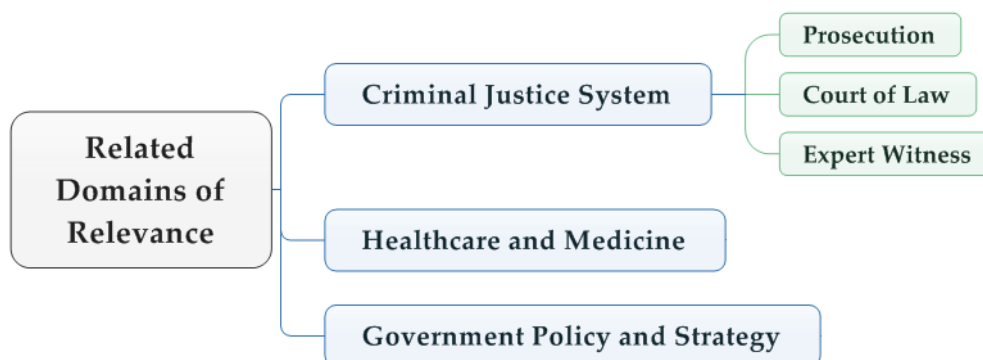 Related
Domains of
Relevance
Criminal Justice System
Prosecution
Court of Law
Expert Witness
Healthcare and Medicine
Government Policy and Strategy